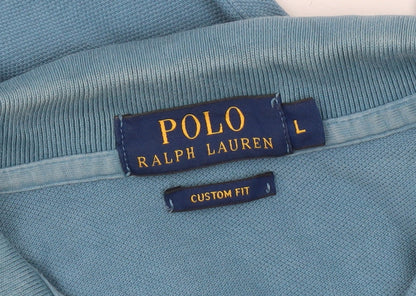 POLO
RALPH LAUREN
L
CUSTOM FIT